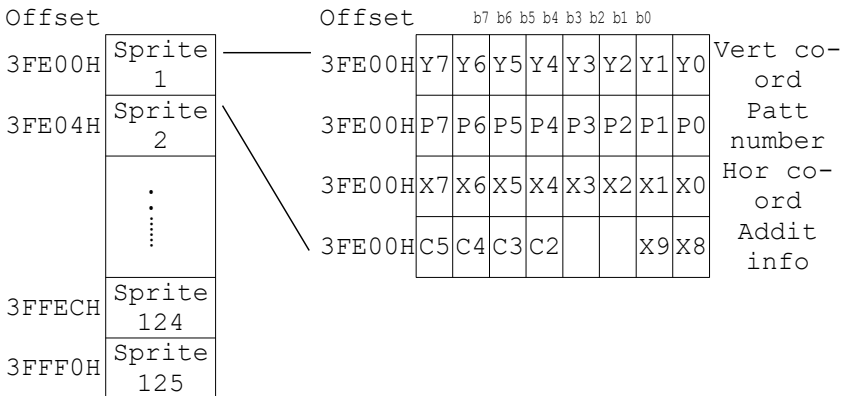 Offset
3FE00H Sprite
1
3FE04H Sprite
2
3FFECH Sprite
124
3FFF0H Sprite
125
Offset b7 b6 b5 b4 b3 b2 b1 b0
3FE00H Y7 Y6 Y5 Y4 Y3 Y2 Y1 Y0 Vert co-
ord
3FE00H P7 P6 P5 P4 P3 P2 P1 P0 Patt
number
3FE00H X7 X6 X5 X4 X3 X2 X1 X0 Hor co-
ord
3FE00H C5 C4 C3 C2 X9 X8 Addit
info